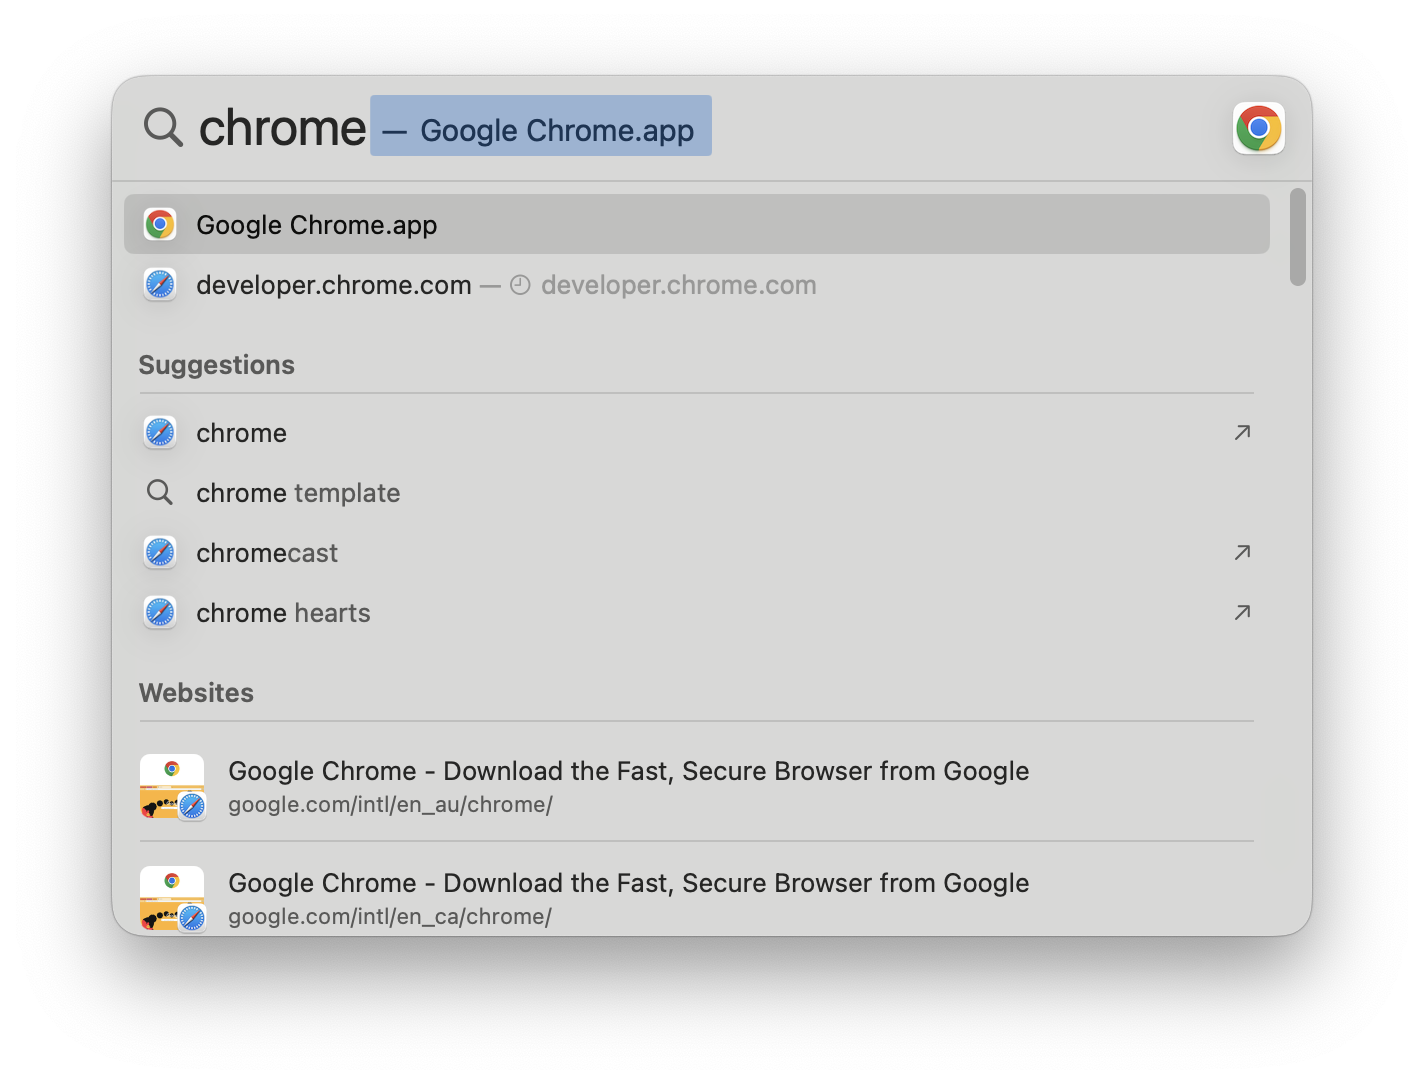 chrome — Google Chrome.app
Google Chrome.app
developer.chrome.com — developer.chrome.com
Suggestions
chrome
chrome template
chromecast
chrome hearts
Websites
Google Chrome - Download the Fast, Secure Browser from Google
google.com/intl/en_au/chrome/
Google Chrome - Download the Fast, Secure Browser from Google
google.com/intl/en_ca/chrome/